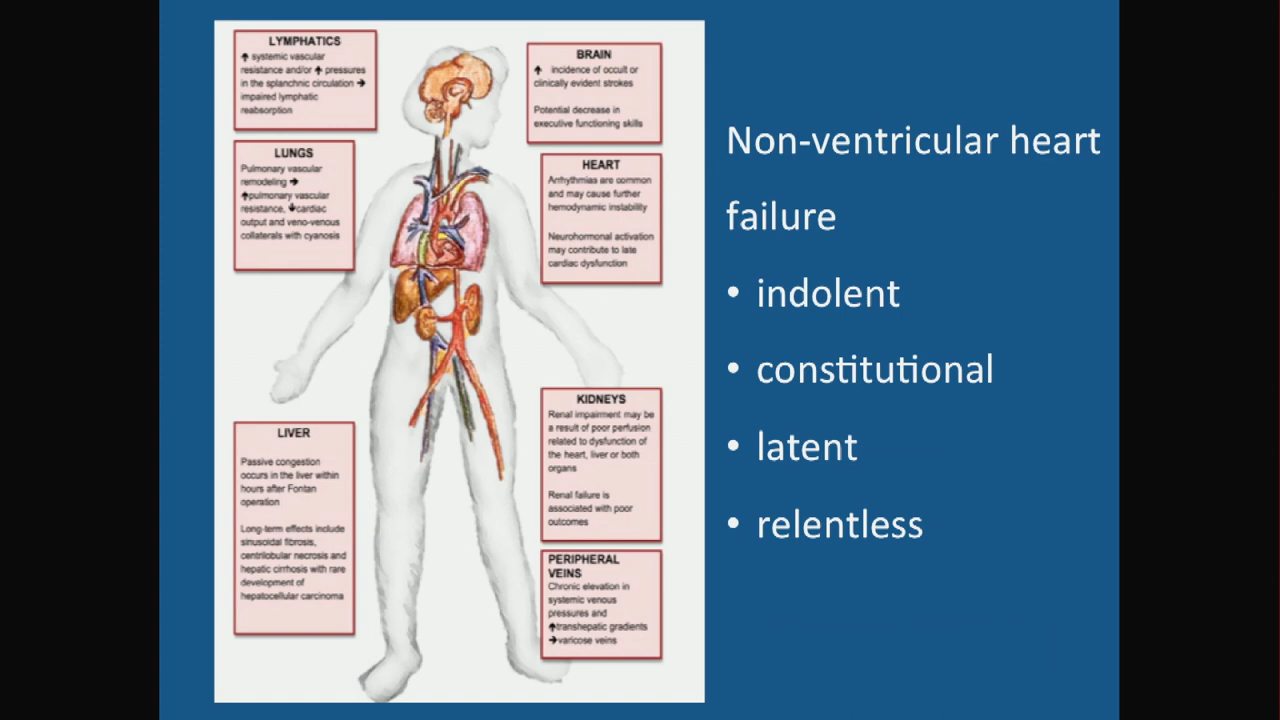 LYMPHATICS
↑ systemic vascular
resistance and/or ↑ pressures
in the splanchnic circulation →
impaired lymphatic
reabsorption
LUNGS
Pulmonary vascular
remodeling →
↑pulmonary vascular
resistance, ↓cardiac
output and veno-venous
collaterals with cyanosis
LIVER
Passive congestion
occurs in the liver within
hours after Fontan
operation
Long-term effects include
sinusoidal fibrosis,
centrilobular necrosis and
hepatic cirrhosis with rare
development of
hepatocellular carcinoma
BRAIN
↑ incidence of occult or
clinically evident strokes
Potential decrease in
executive functioning skills
HEART
Arrhythmias are common
and may cause further
hemodynamic instability
Neurohormonal activation
may contribute to late
cardiac dysfunction
KIDNEYS
Renal impairment may be
a result of poor perfusion
related to dysfunction of
the heart, liver or both
organs
Renal failure is
associated with poor
outcomes
PERIPHERAL
VEINS
Chronic elevation in
systemic venous
pressures and
↑transhepatic gradients
→varicose veins
Non-ventricular heart
failure
• indolent
• constitutional
• latent
• relentless